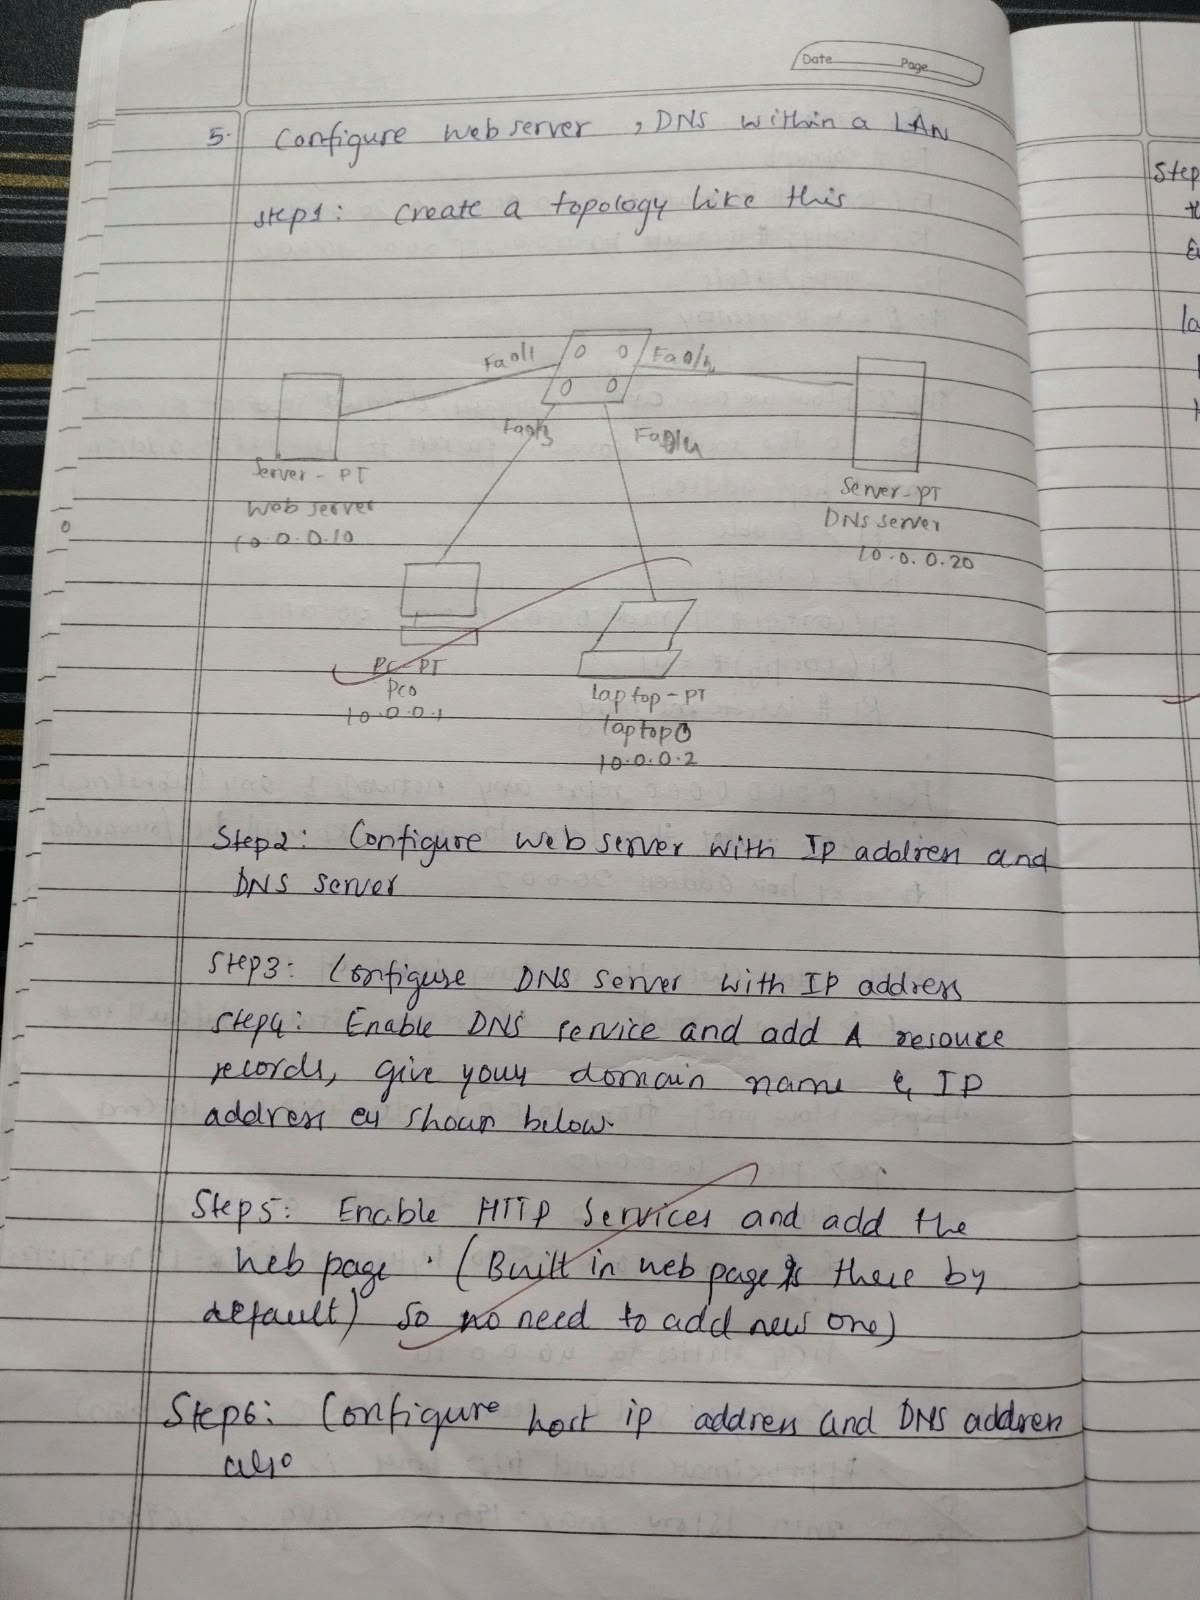 Date Page
5. Configure web server, DNS within a LAN
Step1: Create a topology like this
Fa0/1
Fa0/2
Fa0/3
Fa0/4
Server-PT
Web server
10.0.0.10
Server-PT
DNS server
10.0.0.20
PC-PT
PC0
10.0.0.1
laptop-PT
laptop0
10.0.0.2
Step2: Configure web server with Ip address and
DNS server
Step3: Configure DNS server with IP address
Step4: Enable DNS service and add A resouce
records, give your domain name & IP
address as shown below.
Step5: Enable HTTP Services and add the
web page. (Built in web page is there by
default) so no need to add new one)
Step6: Configure host ip address and DNS address
also
Step
la